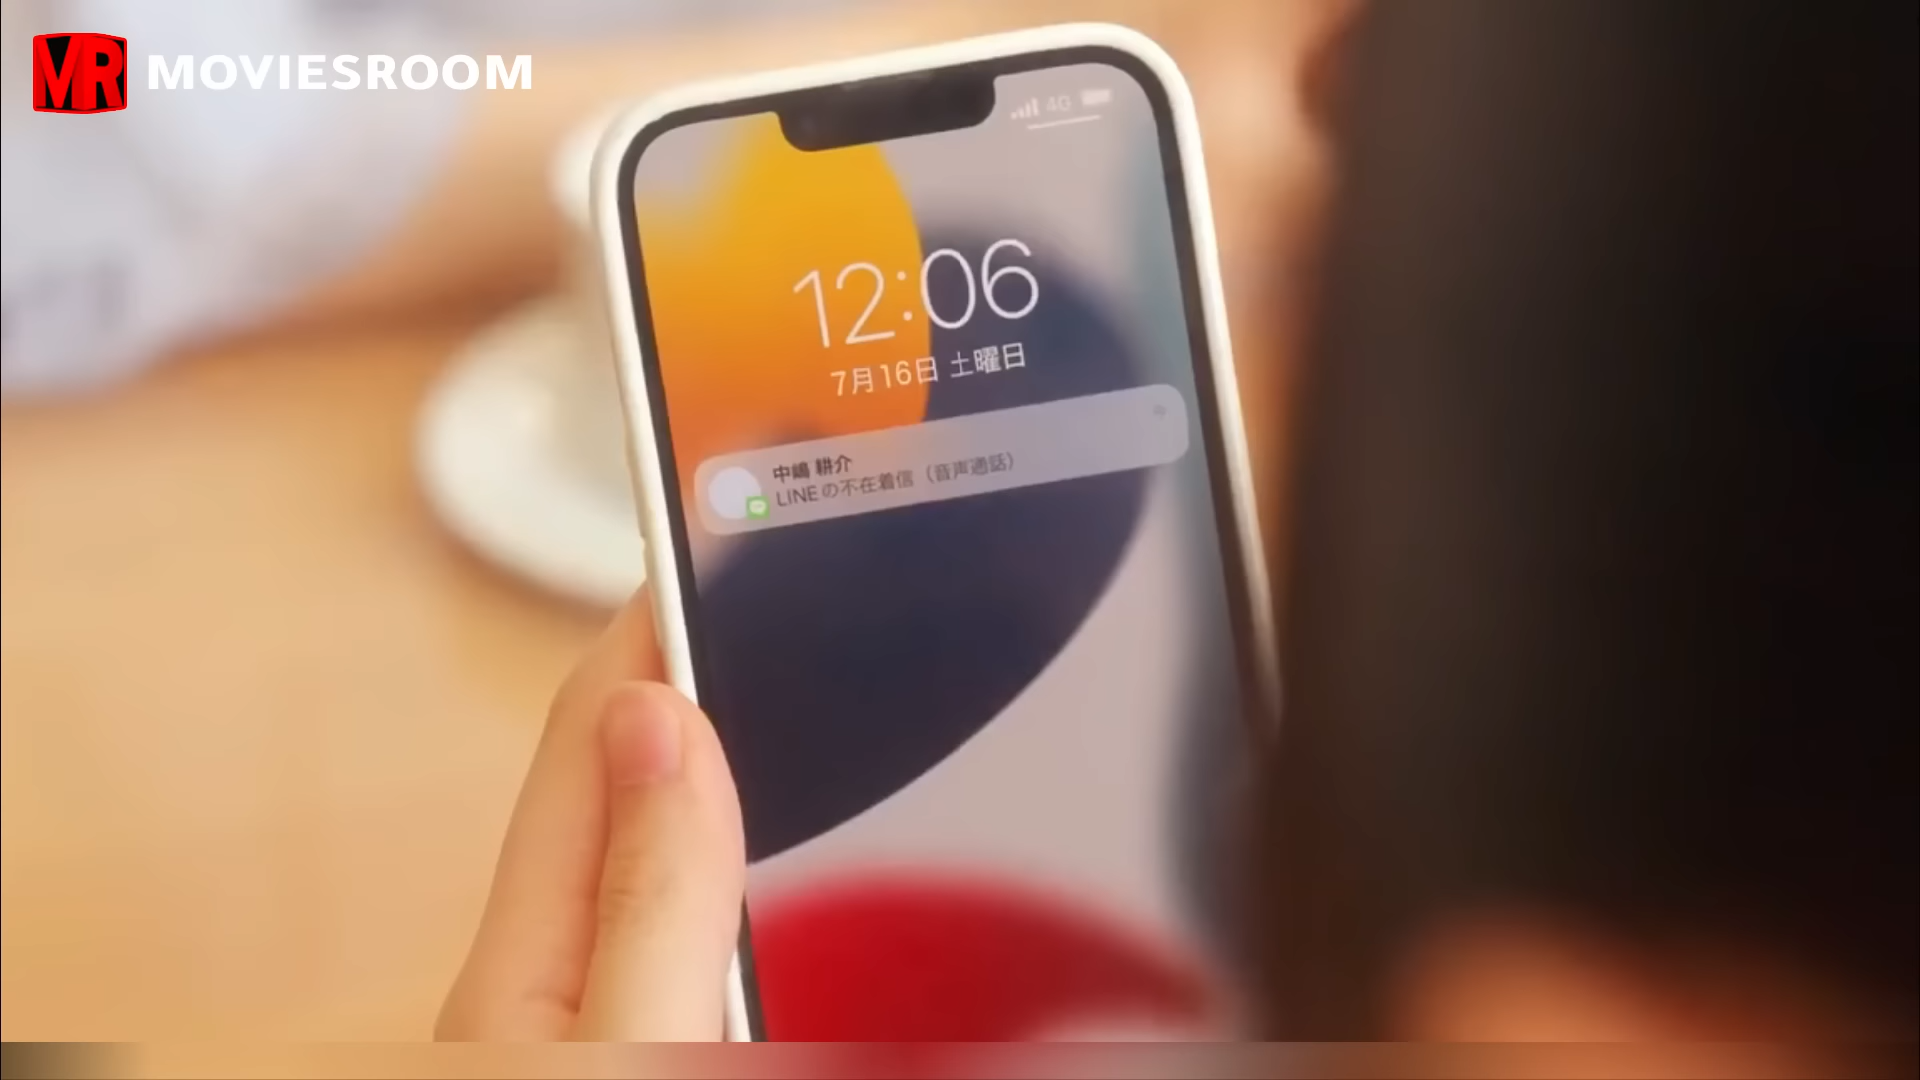 VR MOVIESROOM
4G
12:06
7月16日 土曜日
中嶋 耕介
LINEの不在着信（音声通話）